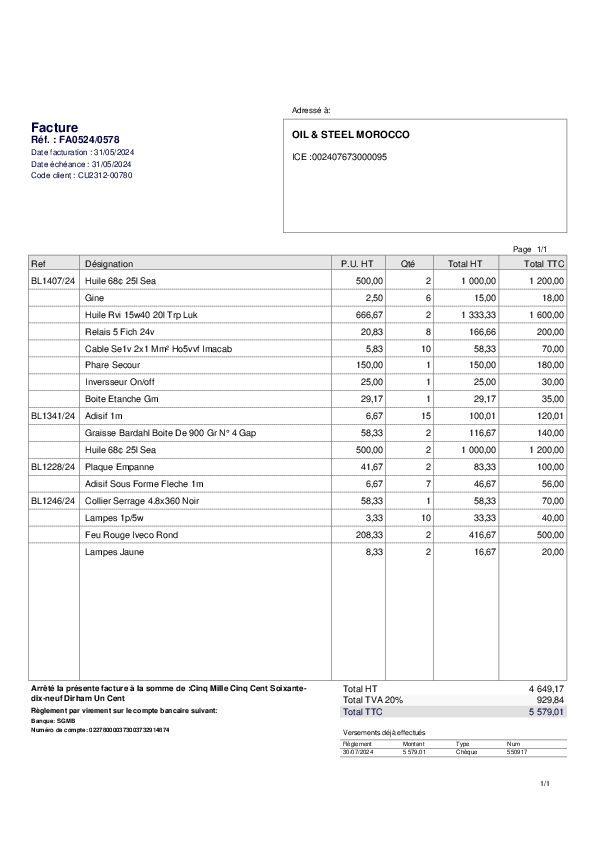 Adressé à:
Facture
Réf. : FA0524/0578
Date facturation : 31/05/2024
Date échéance : 31/05/2024
Code client : CU2312-00780
OIL & STEEL MOROCCO
ICE :002407673000095
Page 1/1
Ref Désignation P.U. HT Qté Total HT Total TTC
BL1407/24 Huile 68¢ 25l Sea 500,00 2 1 000,00 1 200,00
Gine 2,50 6 15,00 18,00
Huile Rvi 15w40 20l Trp Luk 666,67 2 1 333,33 1 600,00
Relais 5 Fich 24v 20,83 8 166,66 200,00
Cable Se1v 2x1 Mm² Ho5vvf Imacab 5,83 10 58,33 70,00
Phare Secour 150,00 1 150,00 180,00
Inversseur On/off 25,00 1 25,00 30,00
Boite Etanche Gm 29,17 1 29,17 35,00
BL1341/24 Adisif 1m 6,67 15 100,01 120,01
Graisse Bardahl Boite De 900 Gr N° 4 Gap 58,33 2 116,67 140,00
Huile 68¢ 25l Sea 500,00 2 1 000,00 1 200,00
BL1228/24 Plaque Empanne 41,67 2 83,33 100,00
Adisif Sous Forme Fleche 1m 6,67 7 46,67 56,00
BL1246/24 Collier Serrage 4.8x360 Noir 58,33 1 58,33 70,00
Lampes 1p/5w 3,33 10 33,33 40,00
Feu Rouge Iveco Rond 208,33 2 416,67 500,00
Lampes Jaune 8,33 2 16,67 20,00
Arrêté la présente facture à la somme de :Cinq Mille Cinq Cent Soixante-
dix-neuf Dirham Un Cent
Règlement par virement sur le compte bancaire suivant:
Banque: SGMB
Numéro de compte: 022780000373003732914874
Total HT 4 649,17
Total TVA 20% 929,84
Total TTC 5 579,01
Versements déjà effectués
Règlement Montant Type Num
30/07/2024 5 579,01 Chèque 550917
1/1